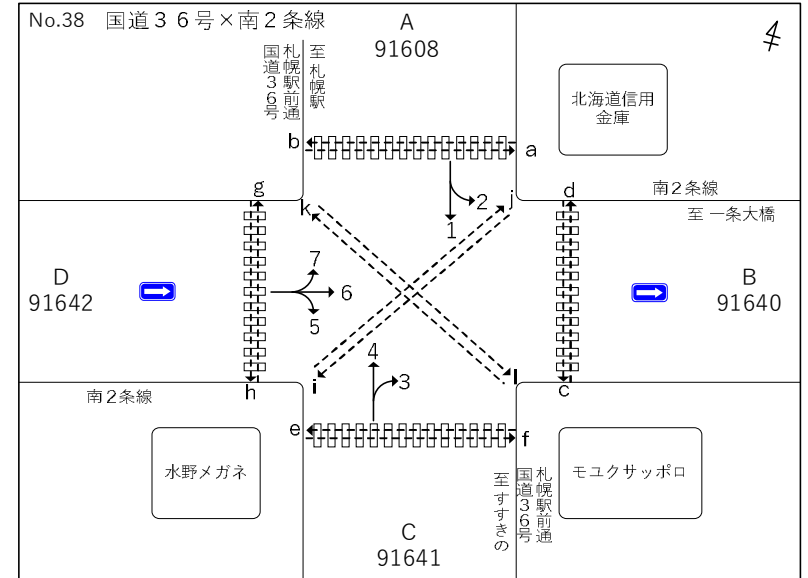 No.38 国道３６号×南２条線
A
91608
至 札幌駅
札幌駅前通
国道３６号
北海道信用
金庫
b
a
2
1
g
k
j
d
南２条線
至 一条大橋
D
91642
7
6
5
B
91640
4
3
i
l
h
c
南２条線
e
f
水野メガネ
モユクサッポロ
札幌駅前通
国道３６号
至 すすきの
C
91641